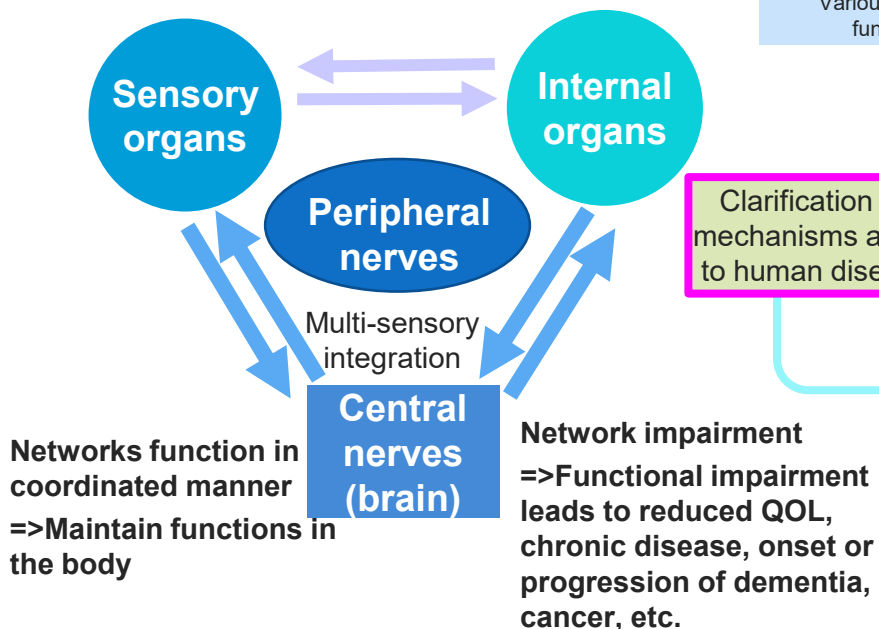 Variou
fun
Sensory
organs
Internal
organs
Peripheral
nerves
Clarification
mechanisms a
to human dise
Multi-sensory
integration
Central
nerves
(brain)
Networks function in
coordinated manner
=>Maintain functions in
the body
Network impairment
=>Functional impairment
leads to reduced QOL,
chronic disease, onset or
progression of dementia,
cancer, etc.